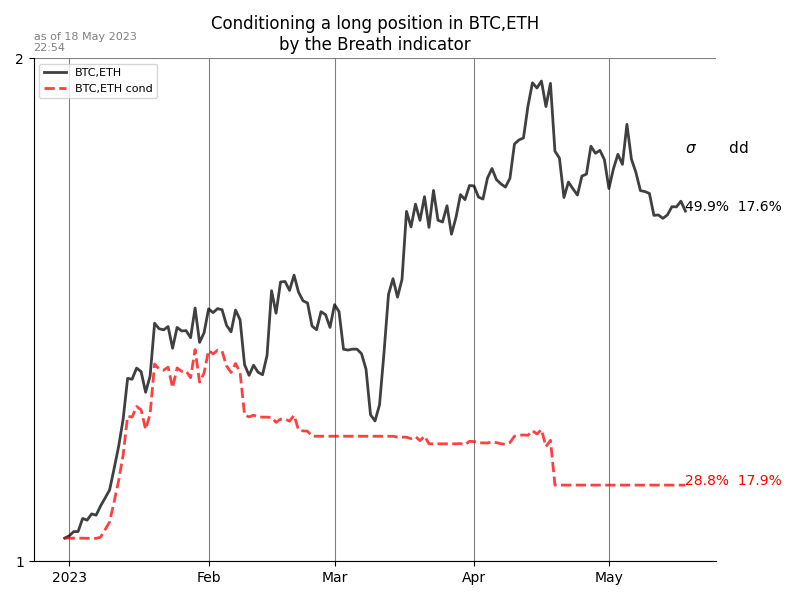 Conditioning a long position in BTC,ETH
by the Breath indicator
as of 18 May 2023
22:54
2
BTC,ETH
BTC,ETH cond
σ dd
49.9% 17.6%
28.8% 17.9%
1
2023 Feb Mar Apr May